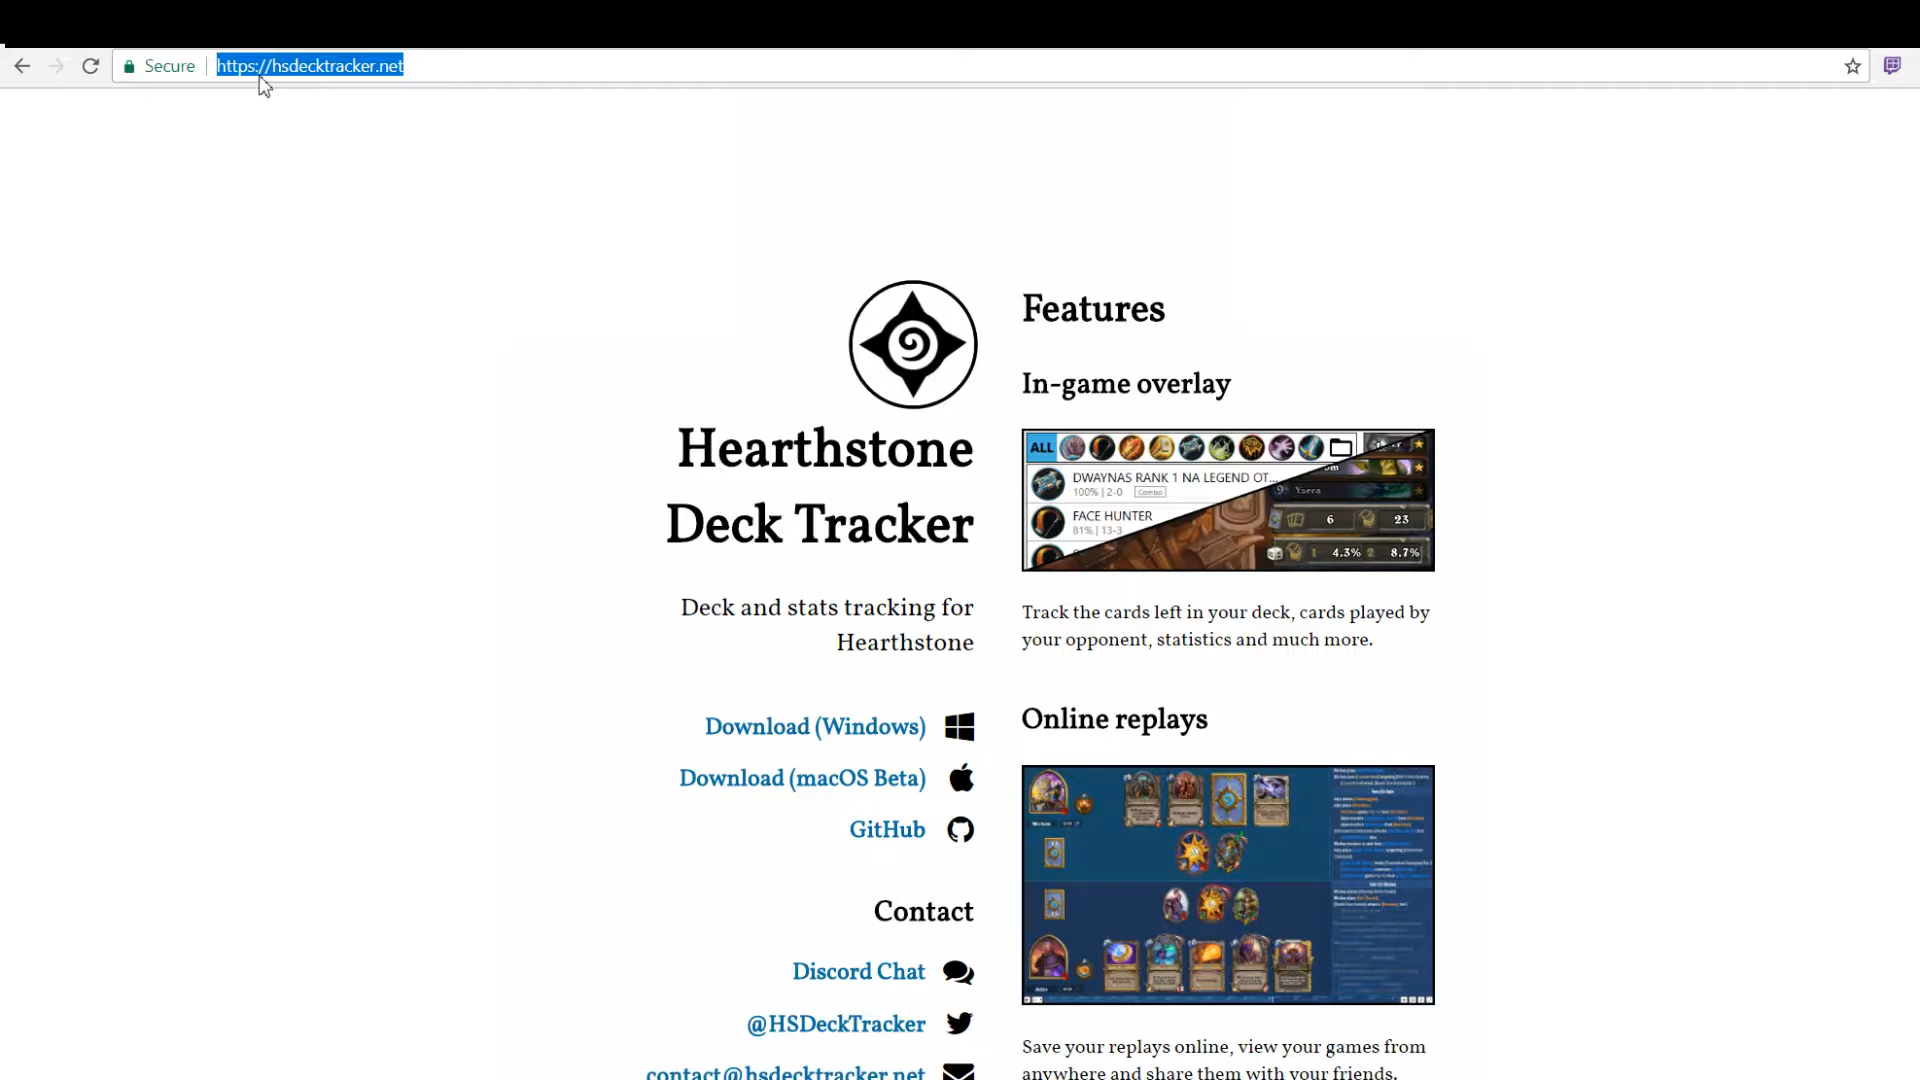 Secure
https://hsdecktracker.net
Hearthstone
Deck Tracker
Deck and stats tracking for
Hearthstone
Download (Windows)
Download (macOS Beta)
GitHub
Contact
Discord Chat
@HSDeckTracker
contact@hsdecktracker.net
Features
In-game overlay
ALL
DWAYNAS RANK 1 NA LEGEND OT...
100% | 2-0 Combo
FACE HUNTER
81% | 13-3
9 Ysera
6 23
1 4.3% 2 8.7%
Track the cards left in your deck, cards played by
your opponent, statistics and much more.
Online replays
Save your replays online, view your games from
anywhere and share them with your friends.